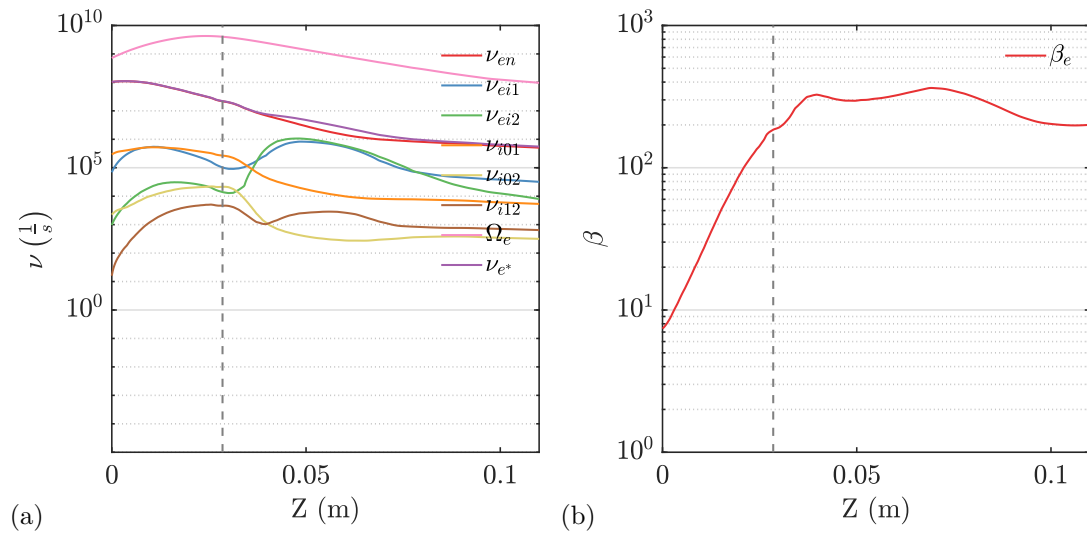 10^10
10^5
10^0
ν (1/s)
0
0.05
0.1
Z (m)
(a)
ν_en
ν_ei1
ν_ei2
ν_i01
ν_i02
ν_i12
Ω_e
ν_e*
10^3
10^2
10^1
10^0
β
0
0.05
0.1
Z (m)
(b)
β_e